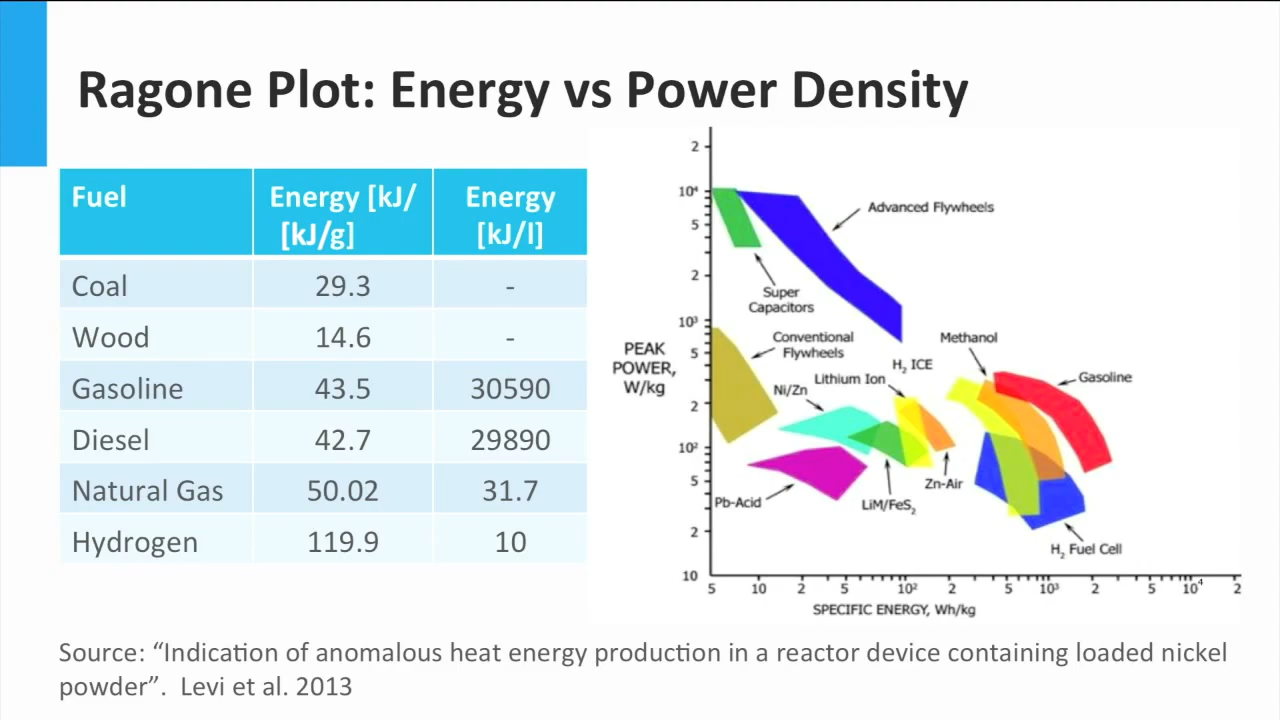 Ragone Plot: Energy vs Power Density
Fuel
Energy [kJ/
[kJ/g]
Energy
[kJ/l]
Coal 29.3 -
Wood 14.6 -
Gasoline 43.5 30590
Diesel 42.7 29890
Natural Gas 50.02 31.7
Hydrogen 119.9 10
2
10⁴
5
2
10³
5
2
10²
5
2
10
PEAK
POWER,
W/kg
Advanced Flywheels
Super
Capacitors
Conventional
Flywheels
Methanol
H₂ ICE
Lithium Ion
Gasoline
Ni/Zn
Zn-Air
Pb-Acid
LiM/FeS₂
H₂ Fuel Cell
5 10 2 5 10² 2 5 10³ 2 5 10⁴ 2
SPECIFIC ENERGY, Wh/kg
Source: “Indication of anomalous heat energy production in a reactor device containing loaded nickel
powder”. Levi et al. 2013